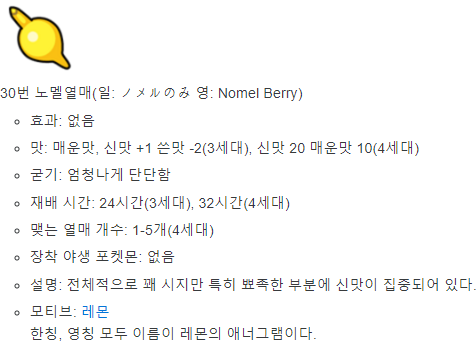 30번 노멜열매(일: ノメルのみ 영: Nomel Berry)
효과: 없음
맛: 매운맛, 신맛 +1 쓴맛 -2(3세대), 신맛 20 매운맛 10(4세대)
굳기: 엄청나게 단단함
재배 시간: 24시간(3세대), 32시간(4세대)
맺는 열매 개수: 1-5개(4세대)
장착 야생 포켓몬: 없음
설명: 전체적으로 꽤 시지만 특히 뾰족한 부분에 신맛이 집중되어 있다.
모티브: 레몬
한칭, 영칭 모두 이름이 레몬의 애너그램이다.